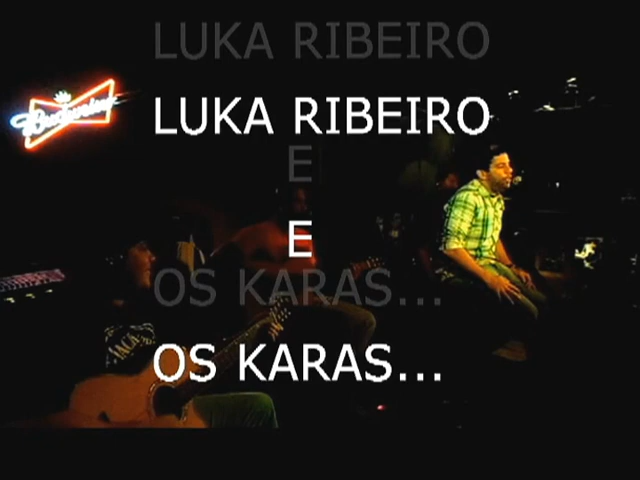 LUKA RIBEIRO
LUKA RIBEIRO
E
E
OS KARAS...
OS KARAS...
Budweiser